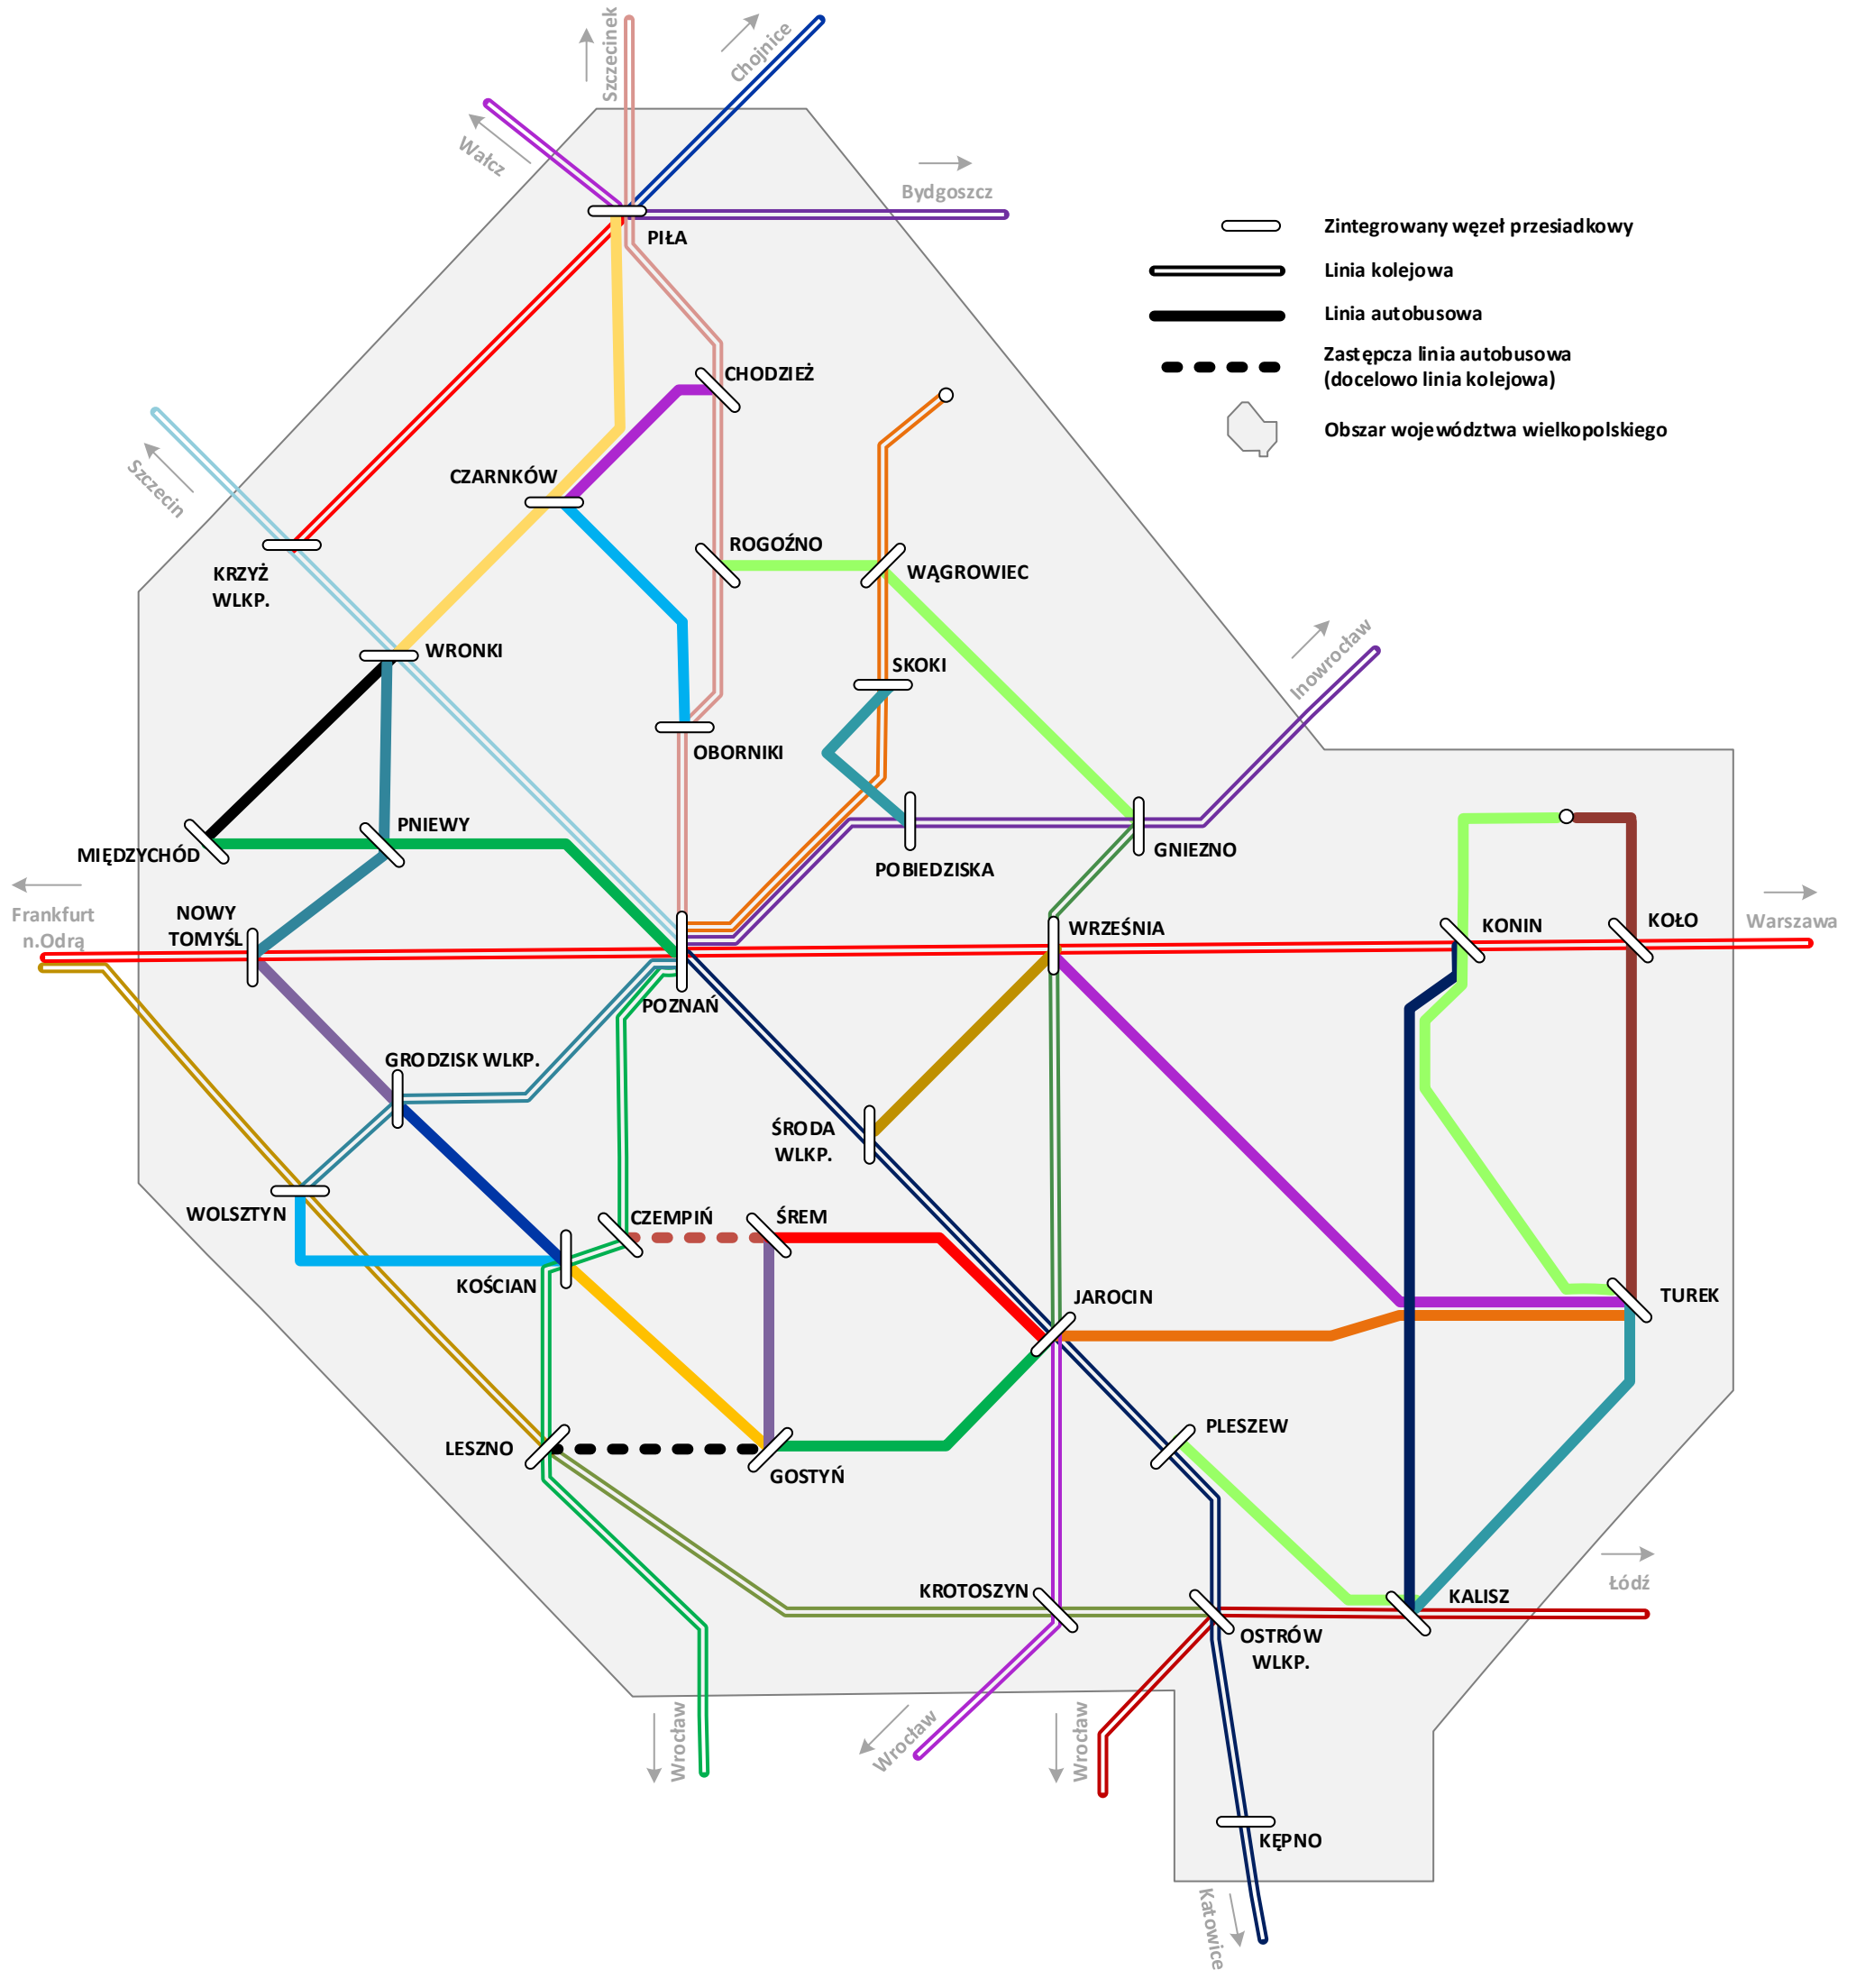 Szczecinek
Chojnice
Wałcz
Bydgoszcz
PIŁA
Zintegrowany węzeł przesiadkowy
Linia kolejowa
Linia autobusowa
Zastępcza linia autobusowa
(docelowo linia kolejowa)
Obszar województwa wielkopolskiego
CHODZIEŻ
Szczecin
CZARNKÓW
KRZYŻ
WLKP.
ROGOŹNO
WĄGROWIEC
WRONKI
SKOKI
Inowrocław
OBORNIKI
PNIEWY
MIĘDZYCHÓD
POBIEDZISKA
GNIEZNO
Frankfurt
n.Odrą
NOWY
TOMYŚL
WRZEŚNIA
KONIN
KOŁO
Warszawa
POZNAŃ
GRODZISK WLKP.
ŚRODA
WLKP.
WOLSZTYN
CZEMPIŃ
ŚREM
KOŚCIAN
JAROCIN
TUREK
LESZNO
GOSTYŃ
PLESZEW
KROTOSZYN
KALISZ
Łódź
OSTRÓW
WLKP.
Wrocław
Wrocław
Wrocław
KĘPNO
Katowice